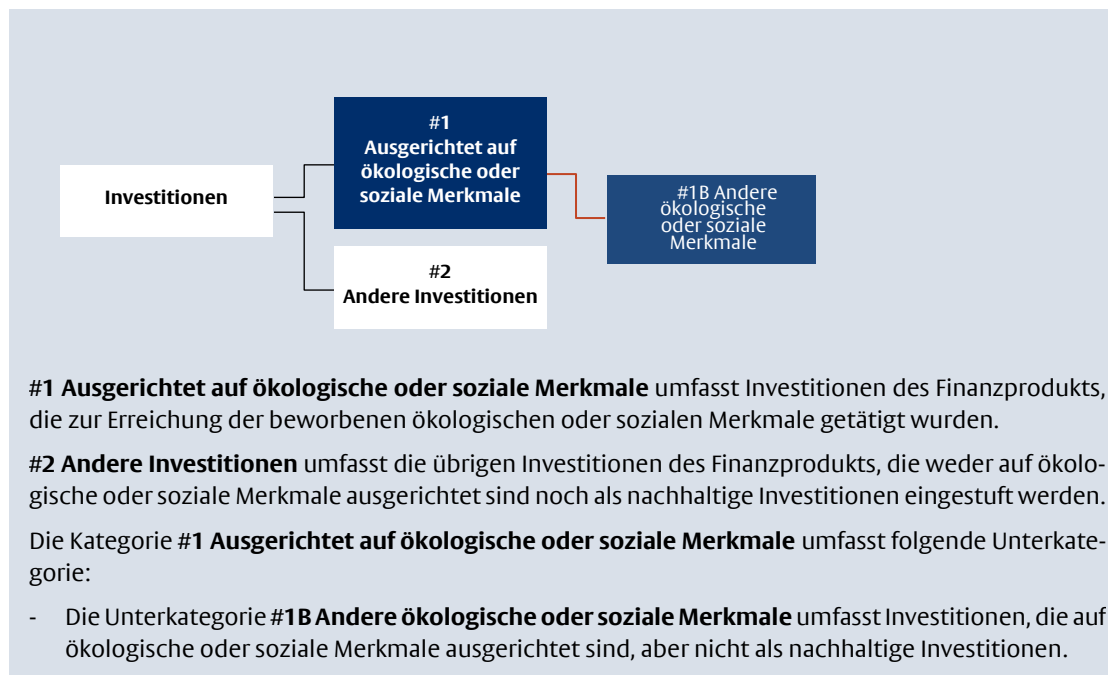 #1
Ausgerichtet auf
ökologische oder
soziale Merkmale
Investitionen
#1B Andere
ökologische
oder soziale
Merkmale
#2
Andere Investitionen
#1 Ausgerichtet auf ökologische oder soziale Merkmale umfasst Investitionen des Finanzprodukts,
die zur Erreichung der beworbenen ökologischen oder sozialen Merkmale getätigt wurden.
#2 Andere Investitionen umfasst die übrigen Investitionen des Finanzprodukts, die weder auf ökolo-
gische oder soziale Merkmale ausgerichtet sind noch als nachhaltige Investitionen eingestuft werden.
Die Kategorie #1 Ausgerichtet auf ökologische oder soziale Merkmale umfasst folgende Unterkate-
gorie:
- Die Unterkategorie #1B Andere ökologische oder soziale Merkmale umfasst Investitionen, die auf
ökologische oder soziale Merkmale ausgerichtet sind, aber nicht als nachhaltige Investitionen.